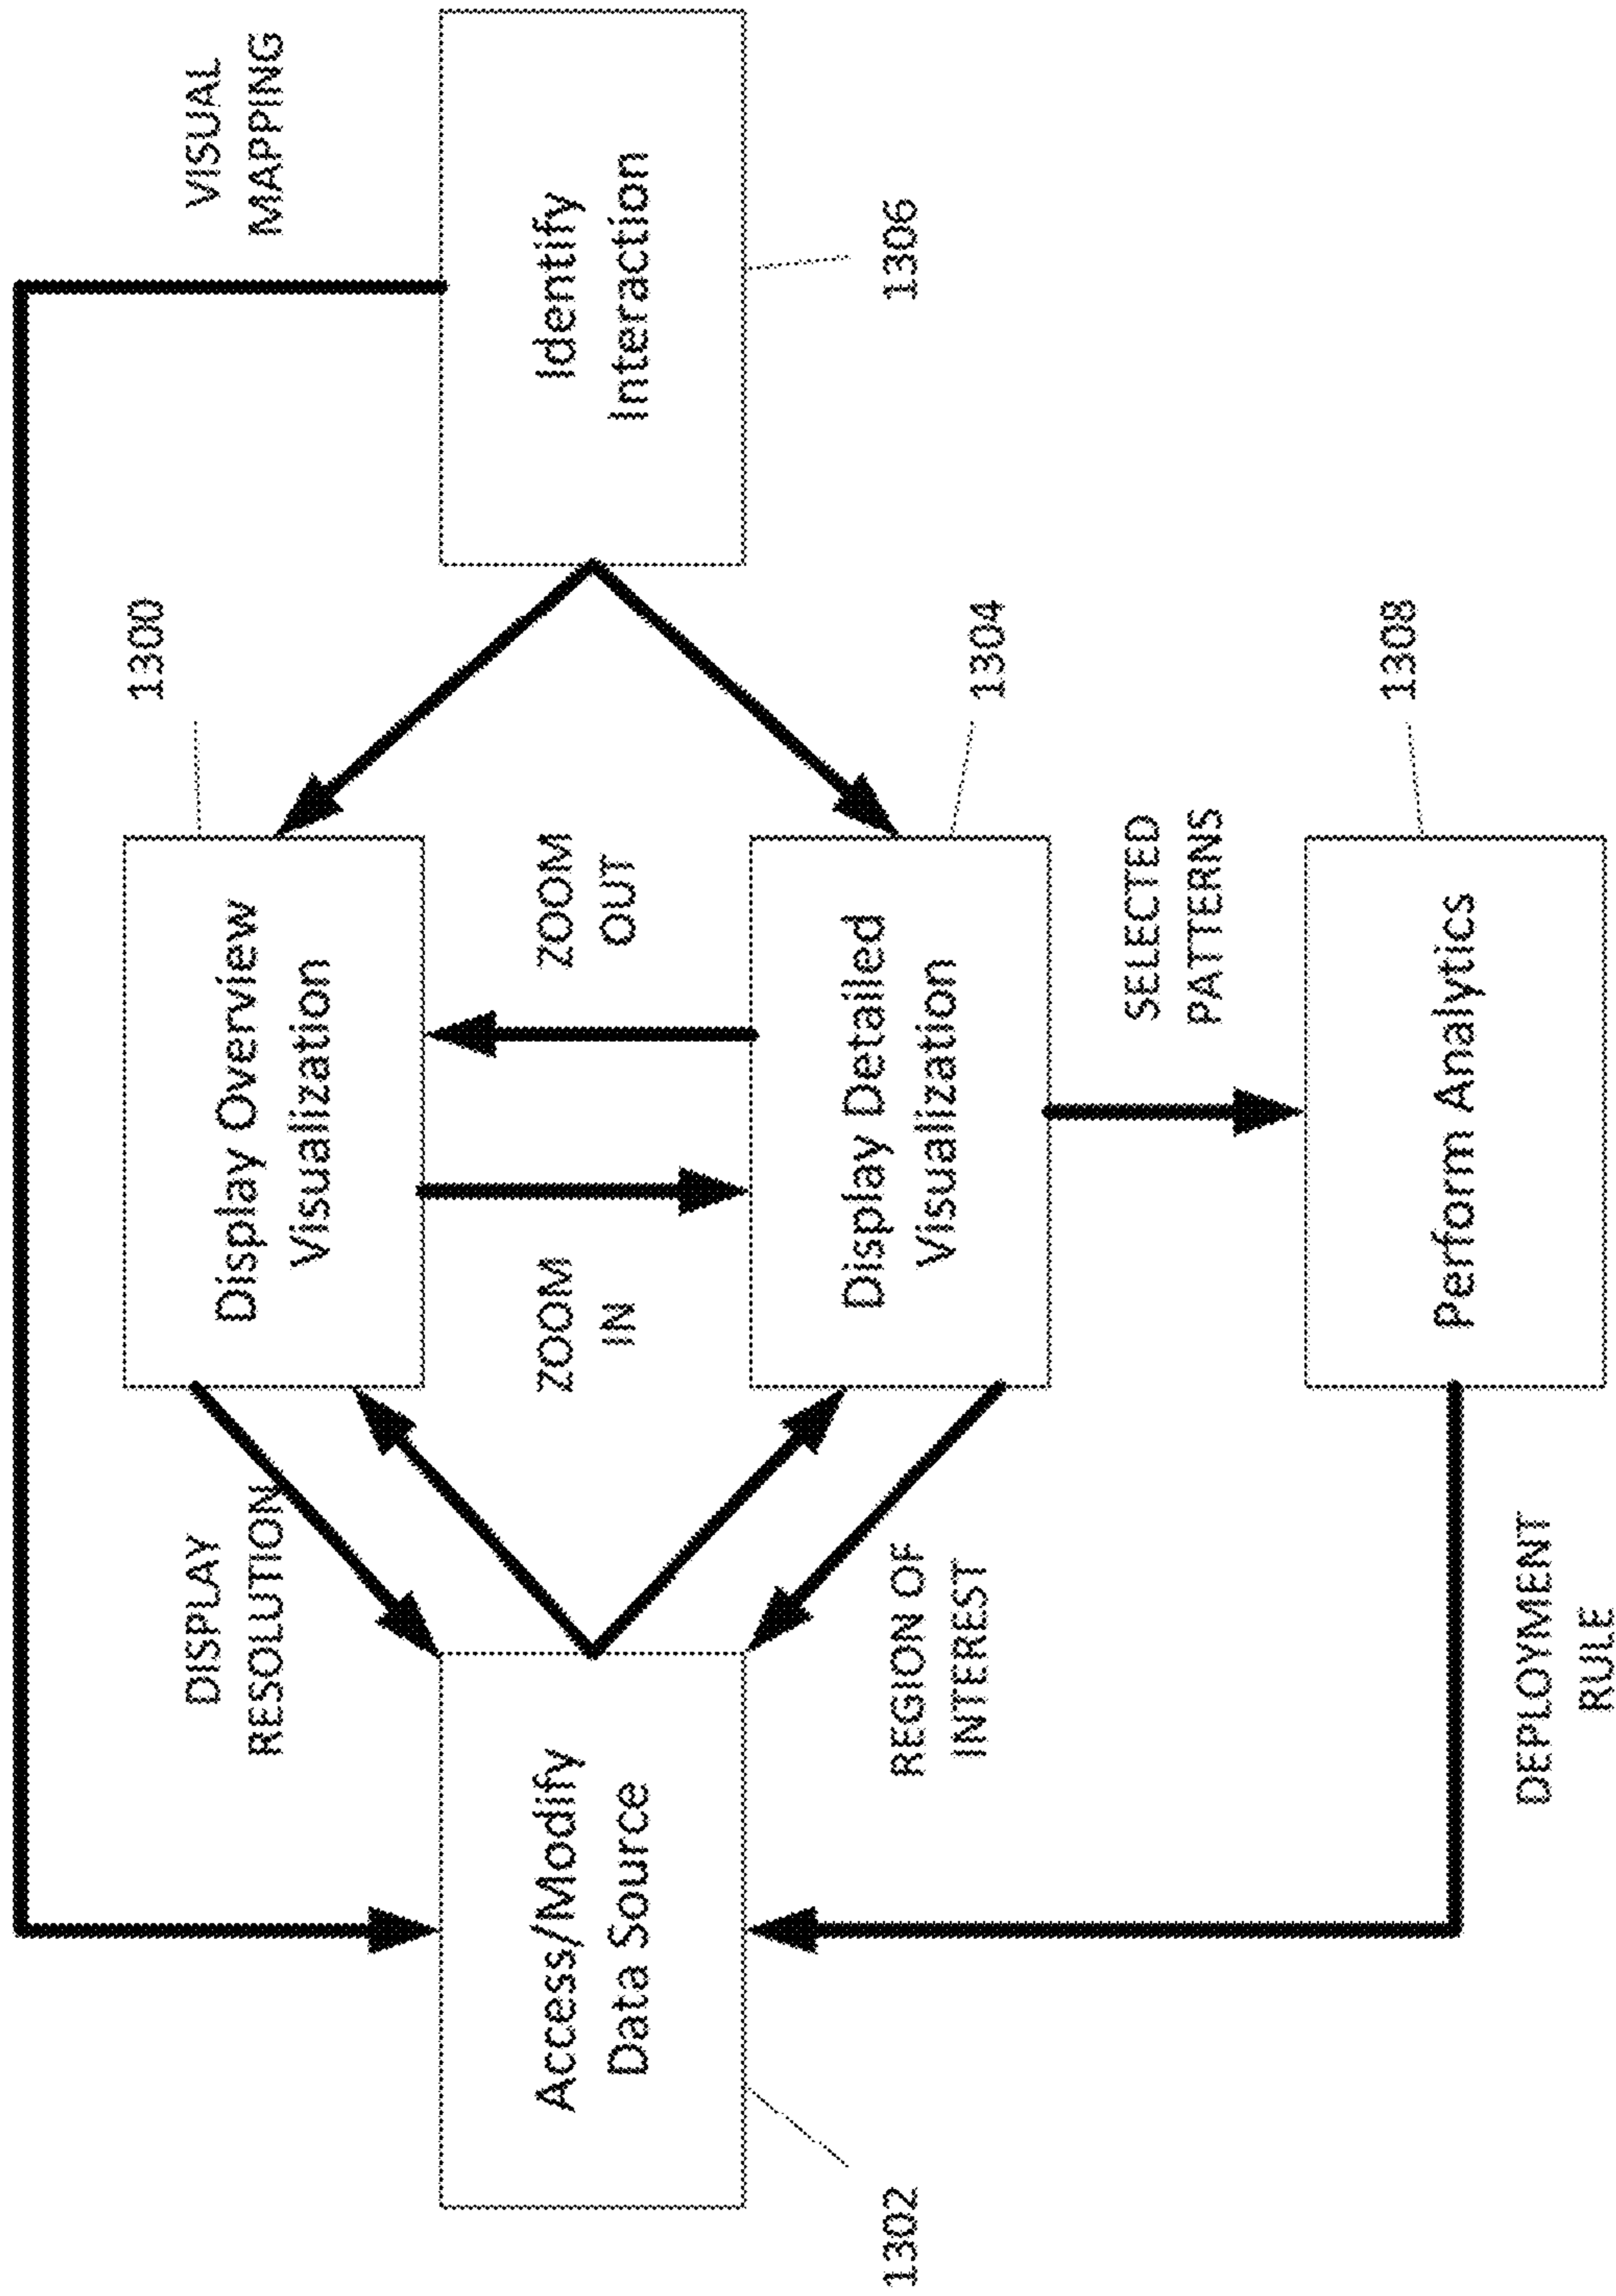 VISUAL
MAPPING
DISPLAY
RESOLUTION
1300
Display Overview
Visualization
Access/Modify
Data Source
1302
ZOOM
IN
ZOOM
OUT
Identify
Interaction
1306
Display Detailed
Visualization
1304
REGION OF
INTEREST
SELECTED
PATTERNS
Perform Analytics
1308
DEPLOYMENT
RULE